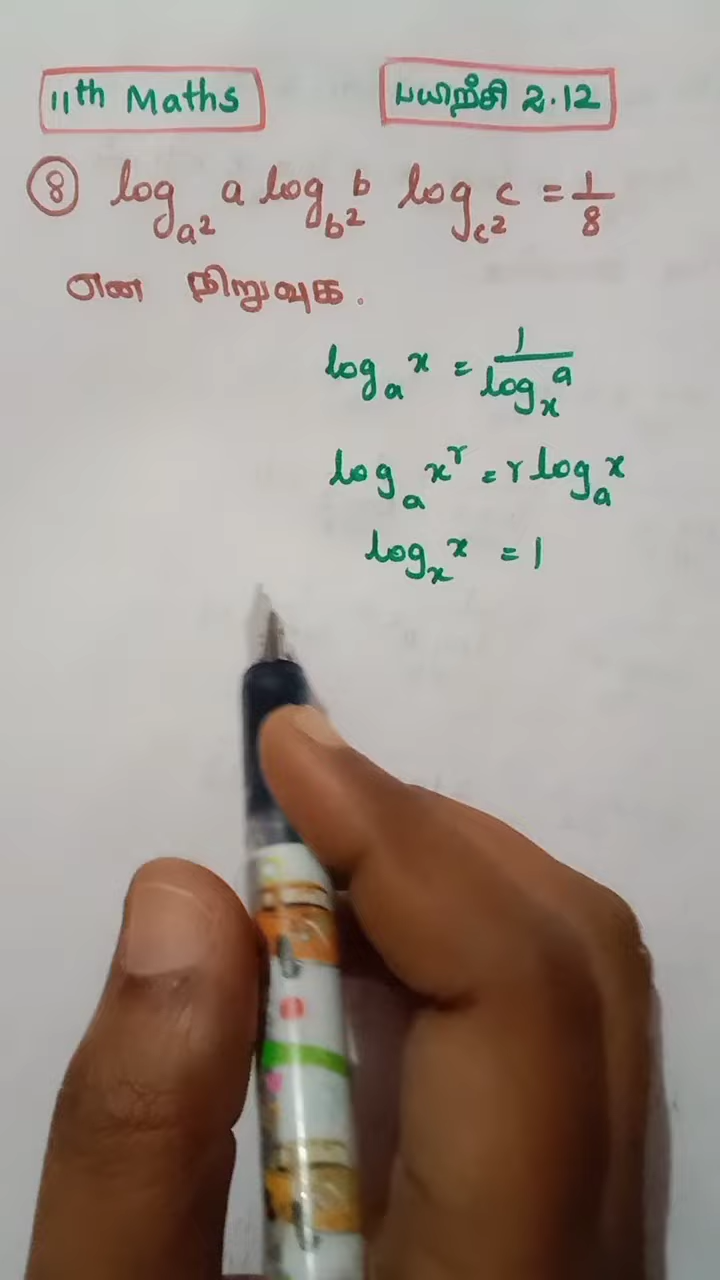 11th Maths
பயிற்சி 2.12
⑧ log_{a²} a log_{b²} b log_{c²} c = 1/8
என நிறுவுக.
log_a x = 1/log_x a
log_a x^r = r log_a x
log_x x = 1